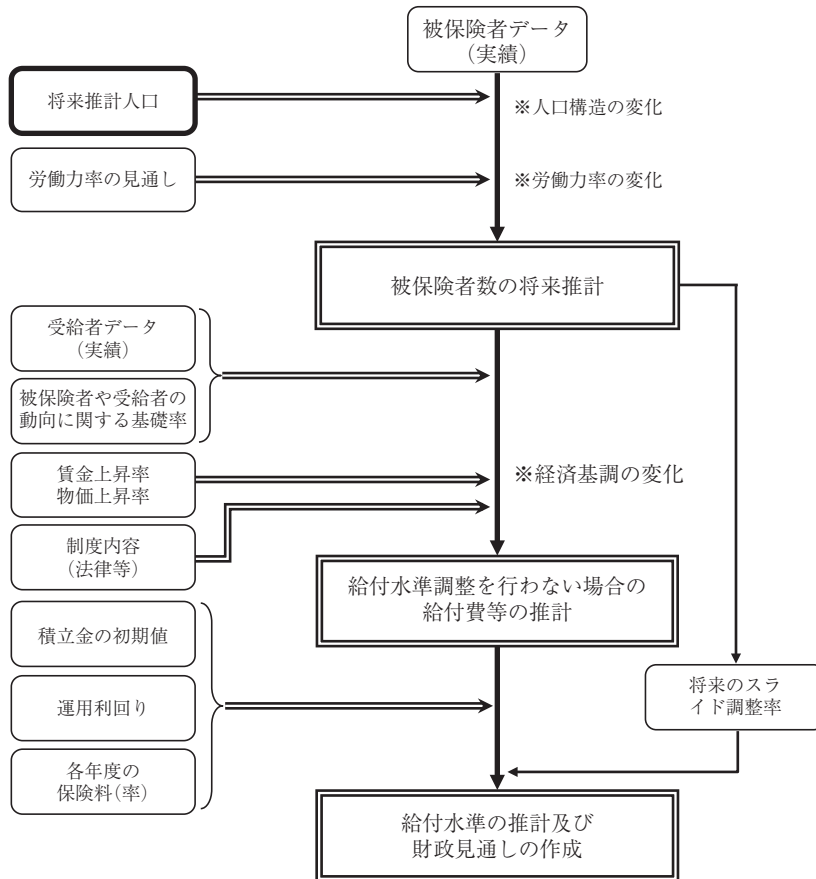 被保険者データ
(実績)
将来推計人口
※人口構造の変化
労働力率の見通し
※労働力率の変化
被保険者数の将来推計
受給者データ
(実績)
被保険者や受給者の
動向に関する基礎率
賃金上昇率
物価上昇率
※経済基調の変化
制度内容
(法律等)
給付水準調整を行わない場合の
給付費等の推計
積立金の初期値
運用利回り
将来のスラ
イド調整率
各年度の
保険料(率)
給付水準の推計及び
財政見通しの作成